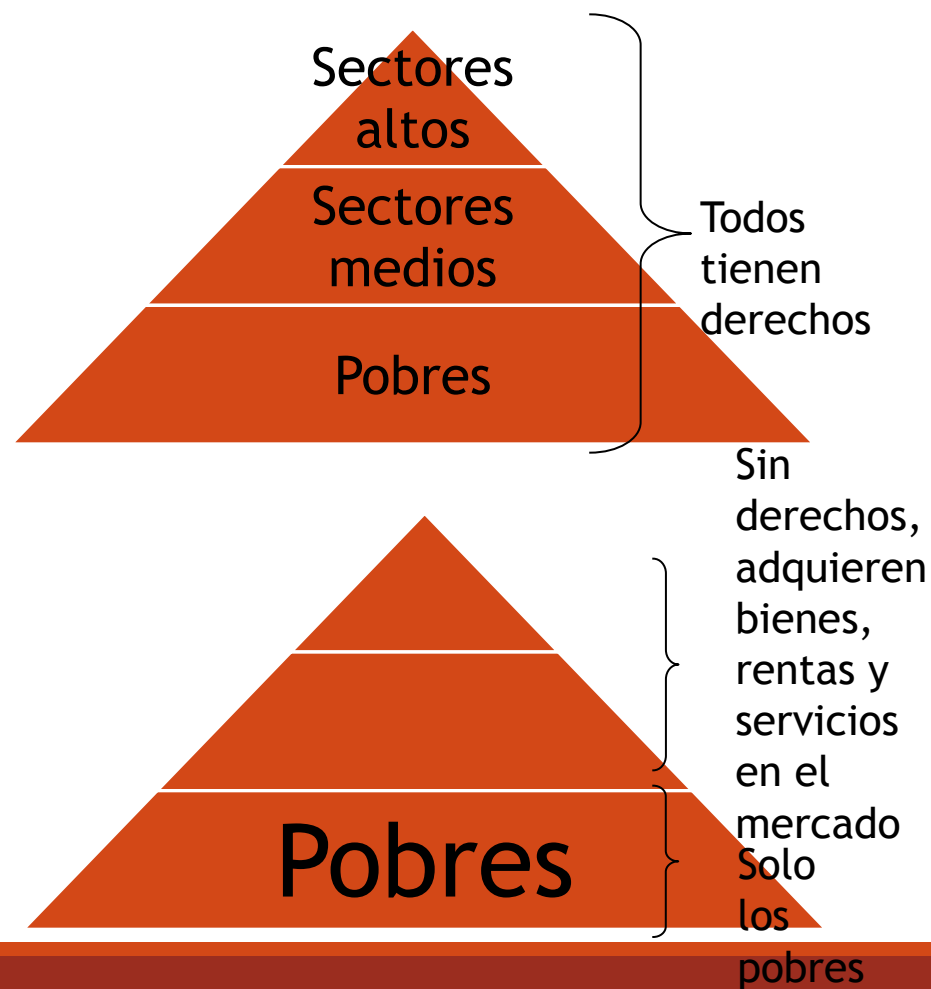 Sectores
altos
Sectores
medios
Pobres
Todos
tienen
derechos
Sin
derechos,
adquieren
bienes,
rentas y
servicios
en el
mercado
Pobres
Solo
los
pobres